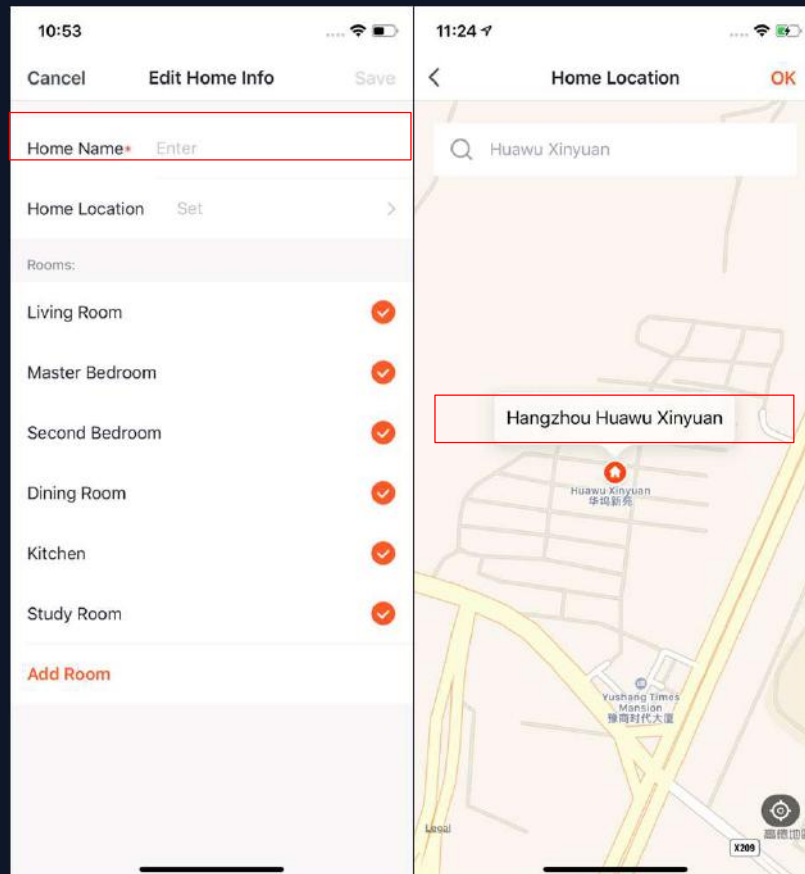 10:53
Cancel Edit Home Info Save
Home Name* Enter
Home Location Set
Rooms:
Living Room
Master Bedroom
Second Bedroom
Dining Room
Kitchen
Study Room
Add Room
11:24
Home Location OK
Huawu Xinyuan
Hangzhou Huawu Xinyuan
Huawu Xinyuan
华坞新苑
Yushang Times
Mansion
豫商时代大厦
Legal
X209